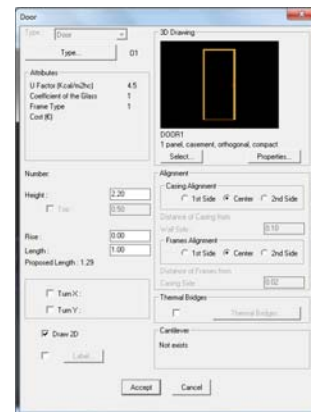 Door
Type: Door
Type... 01
Attributes
U Factor (Kcal/m2hc) 4.5
Coefficient of the Glass 1
Frame Type 1
Cost (€)
Number
Height: 2.20
0.50
Rise: 0.00
Length: 1.00
Proposed Length: 1.29
Turn X:
Turn Y:
Draw 2D
Label...
3D Drawing
DOOR1
1 panel, casement, orthogonal, compact
Select... Properties...
Alignment
Casing Alignment
1st Side Center 2nd Side
Distance of Casing from
Wall Side: 0.10
Frames Alignment
1st Side Center 2nd Side
Distance of Frames from
Casing Side: 0.02
Thermal Bridges
Thermal Bridges
Cantilever
Not exists
Accept Cancel